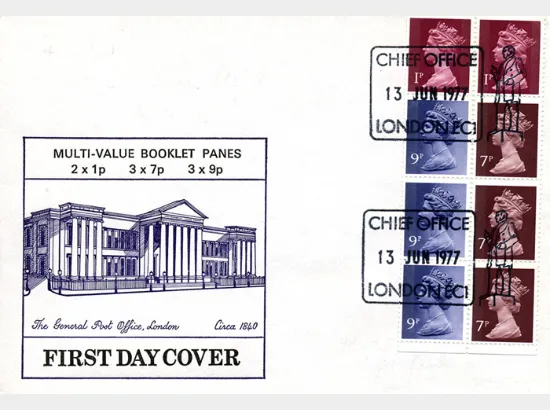 CHIEF OFFICE
13 JUN 1977
LONDON EC1
1P 1P
9P 7P
CHIEF OFFICE
13 JUN 1977
LONDON EC1
9P 7P
9P 7P
MULTI-VALUE BOOKLET PANES
2 x 1p 3 x 7p 3 x 9p
The General Post Office, London Circa 1840
FIRST DAY COVER